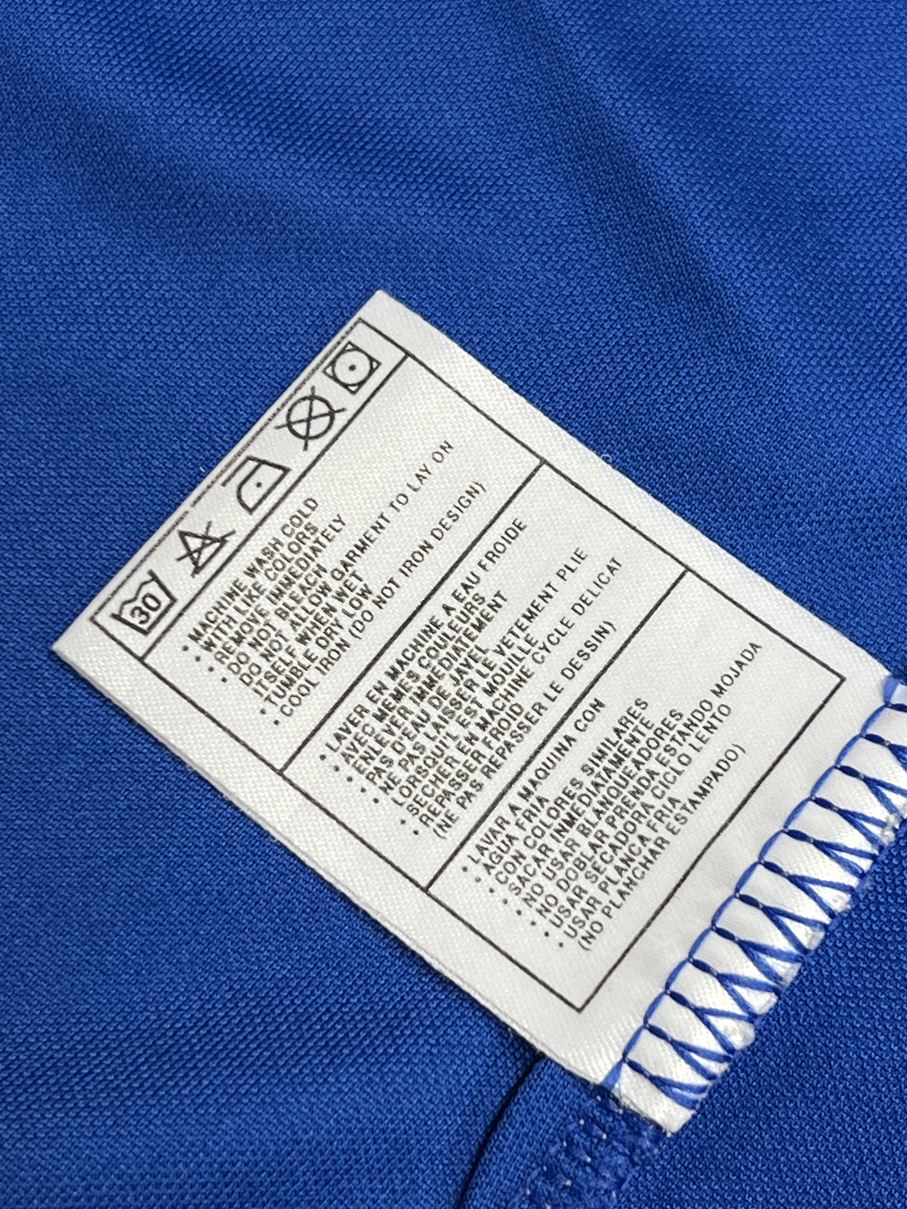 30
• MACHINE WASH COLD
• WITH LIKE COLORS
• REMOVE IMMEDIATELY
• DO NOT BLEACH
DO NOT ALLOW GARMENT TO LAY ON
• ITSELF WHEN WET
• TUMBLE DRY LOW
• COOL IRON (DO NOT IRON DESIGN)
• LAVER EN MACHINE A EAU FROIDE
• AVEC MEMES COULEURS
• ENLEVER IMMEDIATEMENT
• PAS D'EAU DE JAVEL
• NE PAS LAISSER LE VETEMENT PLIE
LORSQU'IL EST MOUILLE
• SECHER EN MACHINE CYCLE DELICAT
• REPASSER FROID
(NE PAS REPASSER LE DESSIN)
• LAVAR A MAQUINA CON
• AGUA FRIA
• CON COLORES SIMILARES
• SACAR INMEDIATAMENTE
• NO USAR BLANQUEADORES
• NO DOBLAR PRENDA ESTANDO MOJADA
• USAR SECADORA CICLO LENTO
• USAR PLANCA FRIA
(NO PLANCHAR ESTAMPADO)